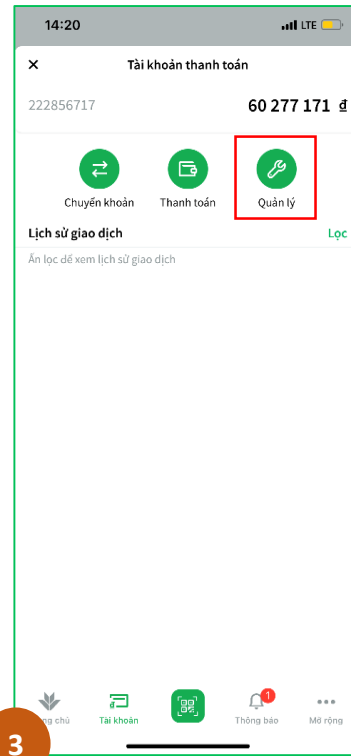 14:20 LTE
× Tài khoản thanh toán
222856717 60 277 171 đ
Chuyển khoản Thanh toán Quản lý
Lịch sử giao dịch Lọc
Ấn lọc để xem lịch sử giao dịch
1
ng chủ Tài khoản Thông báo Mở rộng
3